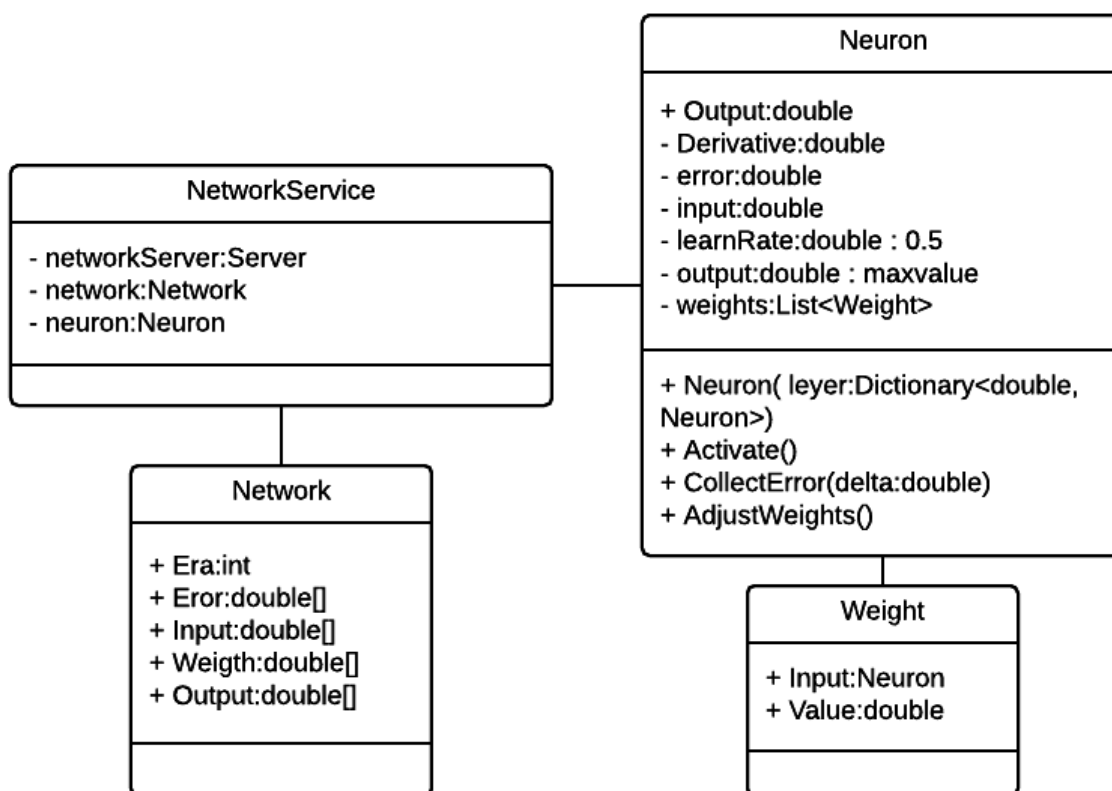 NetworkService
- networkServer:Server
- network:Network
- neuron:Neuron
Neuron
+ Output:double
- Derivative:double
- error:double
- input:double
- learnRate:double : 0.5
- output:double : maxvalue
- weights:List<Weight>
+ Neuron( leyer:Dictionary<double,
Neuron>)
+ Activate()
+ CollectError(delta:double)
+ AdjustWeights()
Network
+ Era:int
+ Eror:double[]
+ Input:double[]
+ Weigth:double[]
+ Output:double[]
Weight
+ Input:Neuron
+ Value:double